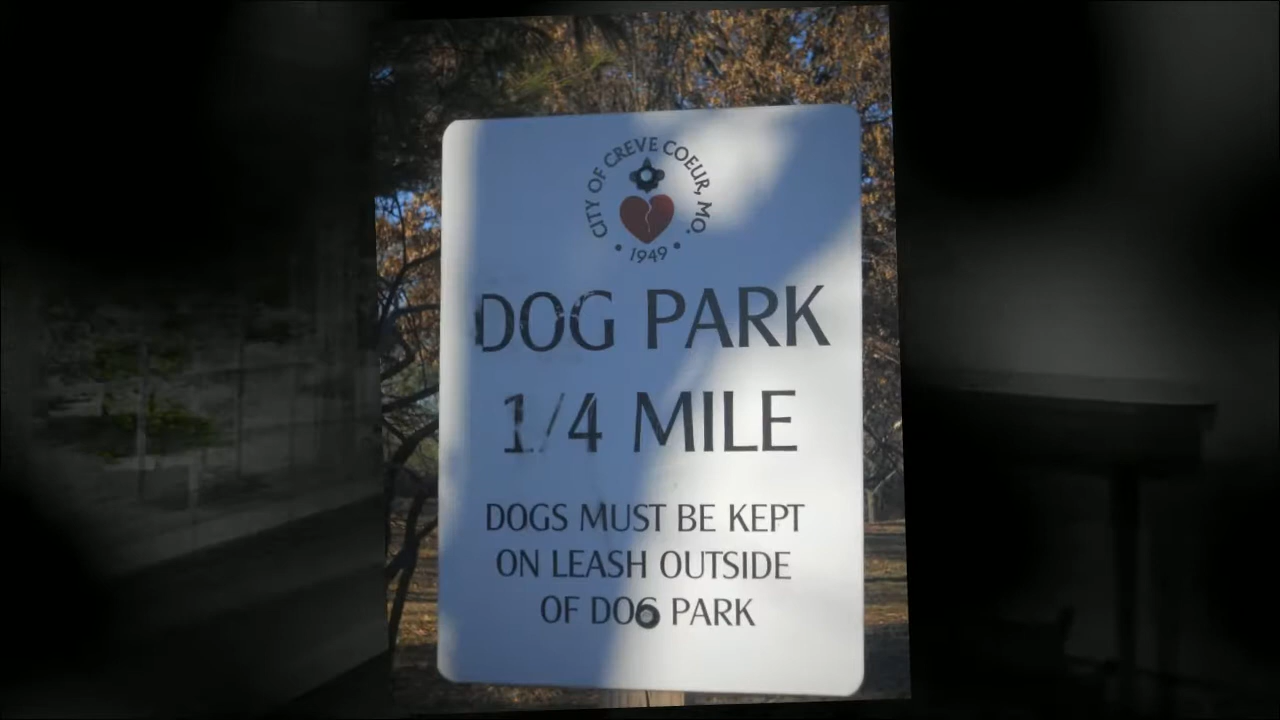 CITY OF CREVE COEUR, MO.
• 1949 •
DOG PARK
1/4 MILE
DOGS MUST BE KEPT
ON LEASH OUTSIDE
OF DOG PARK